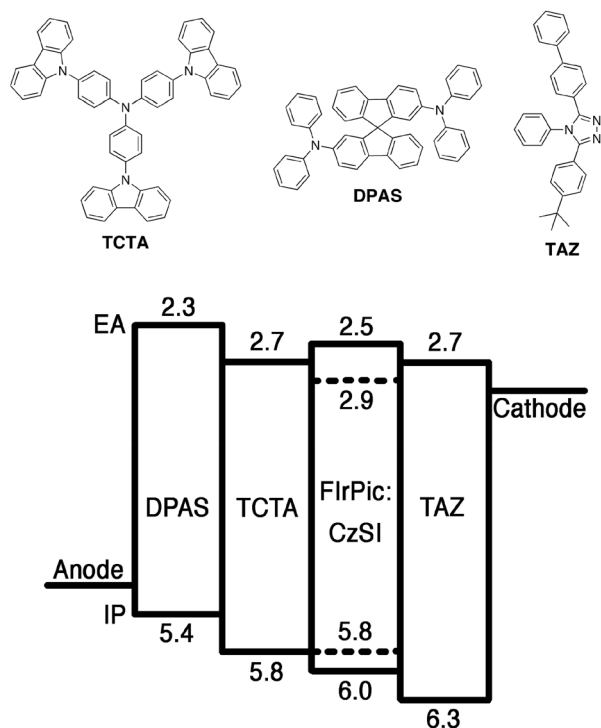 N
N
N
N
TCTA
N
N
DPAS
N
N
N
TAZ
EA
2.3
2.7
2.5
2.7
2.9
Cathode
DPAS
TCTA
FIrPic:
CzSI
TAZ
Anode
IP
5.4
5.8
5.8
6.0
6.3